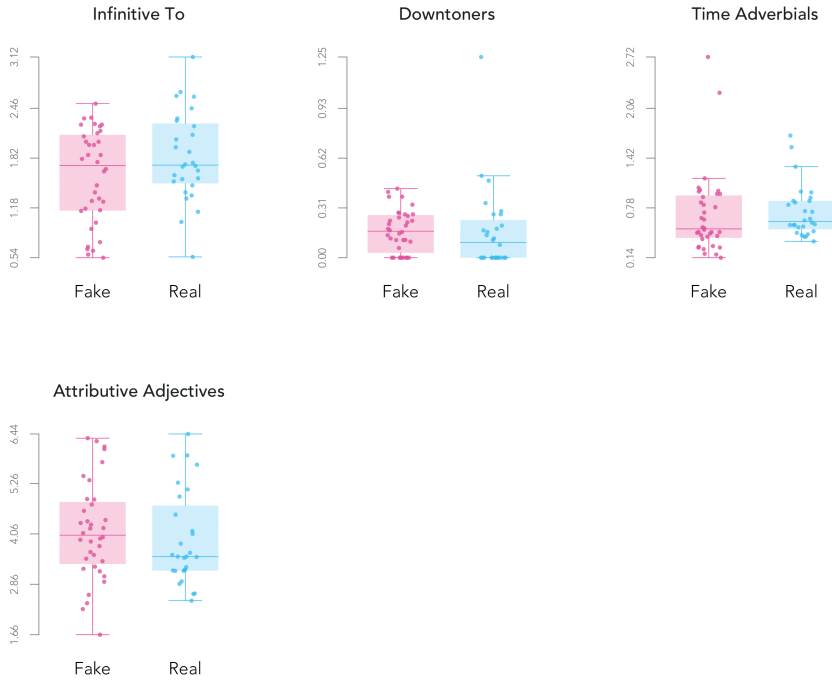 Infinitive To
Downtoners
Time Adverbials
3.12
2.46
1.82
1.18
0.54
1.25
0.93
0.62
0.31
0.00
2.72
2.06
1.42
0.78
0.14
Fake
Real
Fake
Real
Fake
Real
Attributive Adjectives
6.44
5.26
4.06
2.86
1.66
Fake
Real